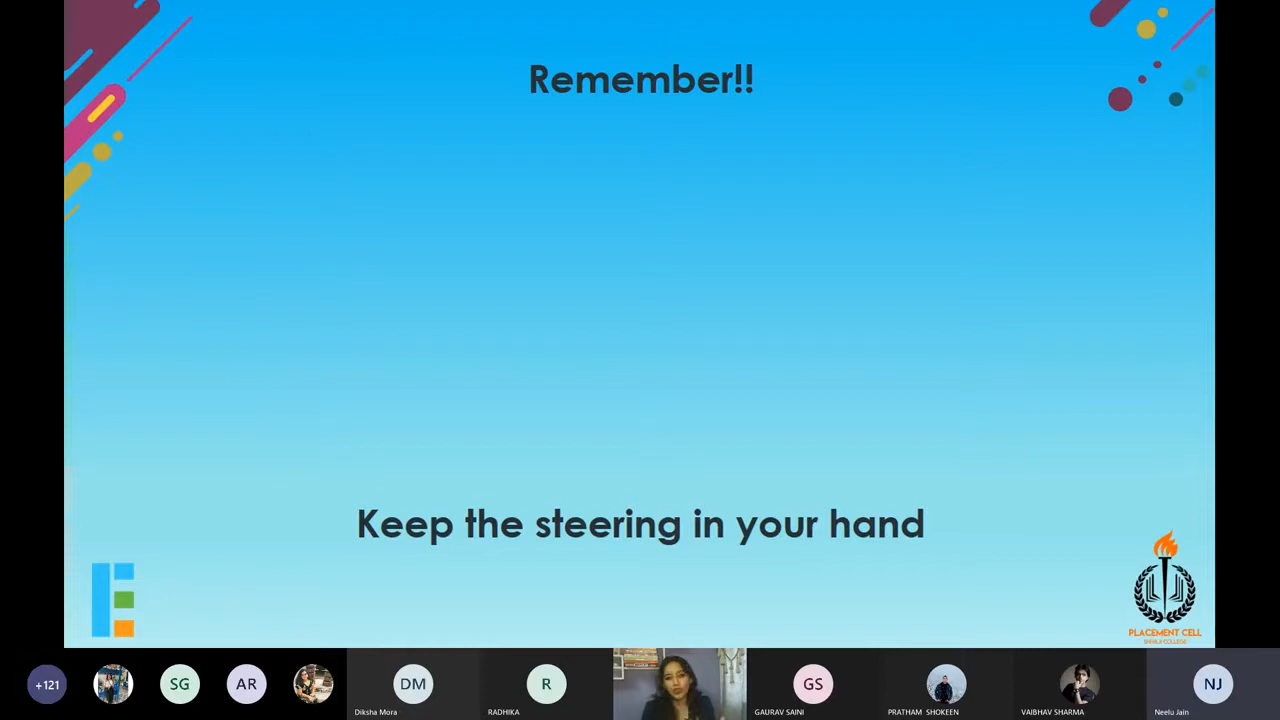 Remember!!
Keep the steering in your hand
PLACEMENT CELL
+121
SG
AR
DM
Diksha Mora
R
RADHIKA
GS
GAURAV SAINI
PRATHAM SHOKEEN
VAIBHAV SHARMA
NJ
Neelu Jain